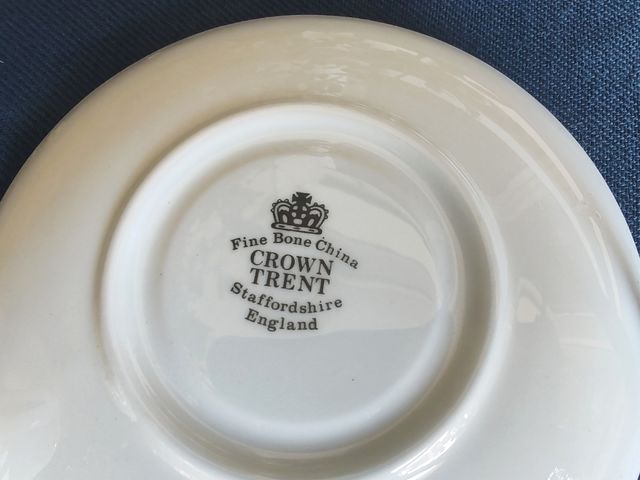 Fine Bone China
CROWN
TRENT
Staffordshire
England